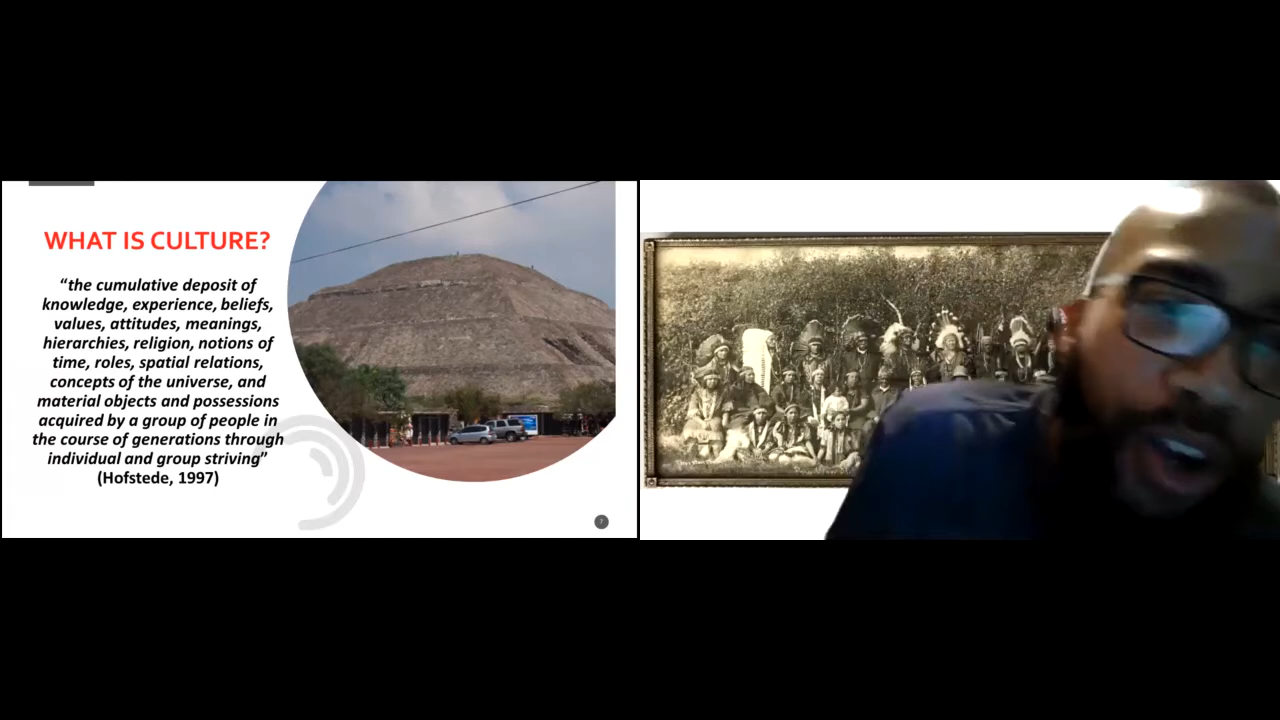 WHAT IS CULTURE?
“the cumulative deposit of
knowledge, experience, beliefs,
values, attitudes, meanings,
hierarchies, religion, notions of
time, roles, spatial relations,
concepts of the universe, and
material objects and possessions
acquired by a group of people in
the course of generations through
individual and group striving”
(Hofstede, 1997)
7